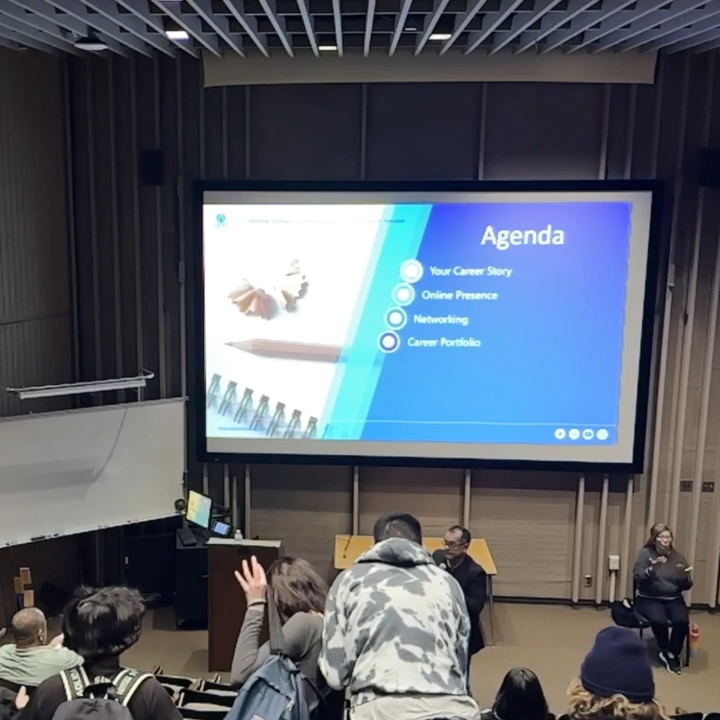 Agenda
Your Career Story
Online Presence
Networking
Career Portfolio